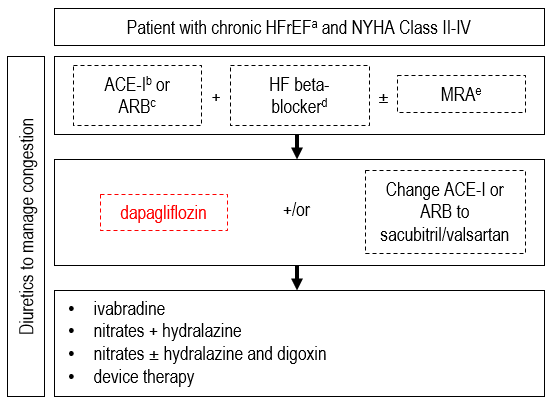 Patient with chronic HFrEFᵃ and NYHA Class II-IV
Diuretics to manage congestion
ACE-Iᵇ or
ARBᶜ
+
HF beta-
blockerᵈ
±
MRAᵉ
dapagliflozin
+/or
Change ACE-I or
ARB to
sacubitril/valsartan
• ivabradine
• nitrates + hydralazine
• nitrates ± hydralazine and digoxin
• device therapy